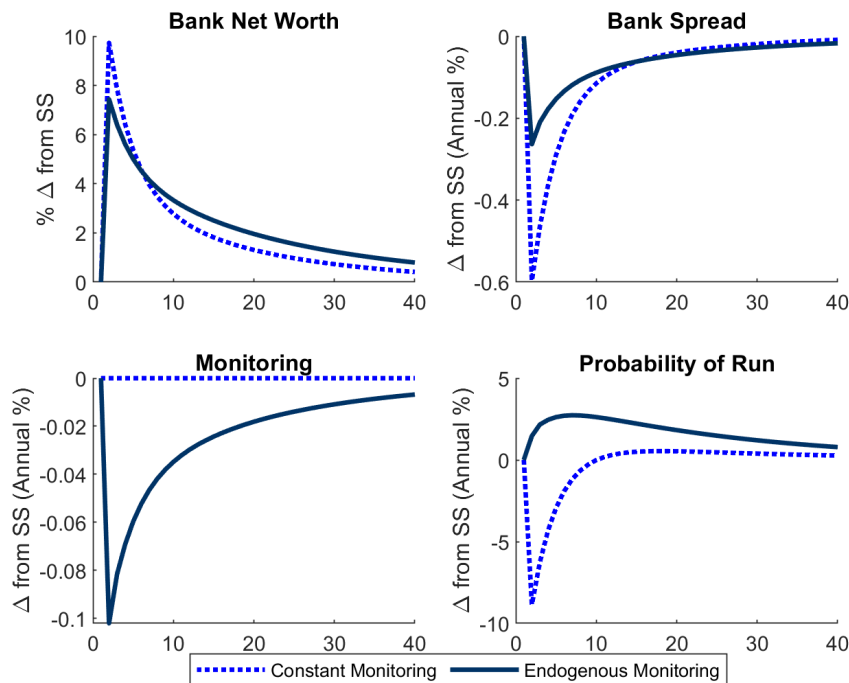 Bank Net Worth
% Δ from SS
10
8
6
4
2
0
0 10 20 30 40
Bank Spread
Δ from SS (Annual %)
0
-0.2
-0.4
-0.6
0 10 20 30 40
Monitoring
Δ from SS (Annual %)
0
-0.02
-0.04
-0.06
-0.08
-0.1
0 10 20 30 40
Probability of Run
Δ from SS (Annual %)
5
0
-5
-10
0 10 20 30 40
Constant Monitoring Endogenous Monitoring